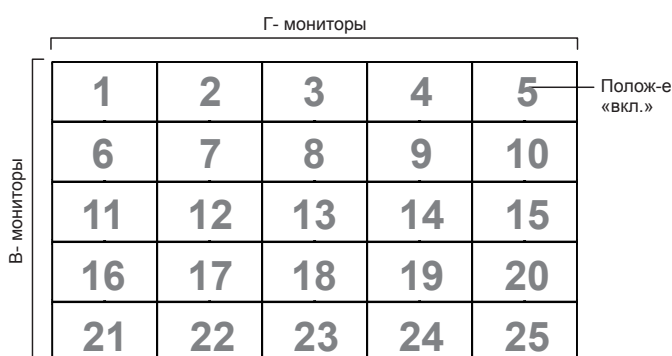 Г- мониторы
1 2 3 4 5
Полож-е
«вкл.»
6 7 8 9 10
В- мониторы
11 12 13 14 15
16 17 18 19 20
21 22 23 24 25